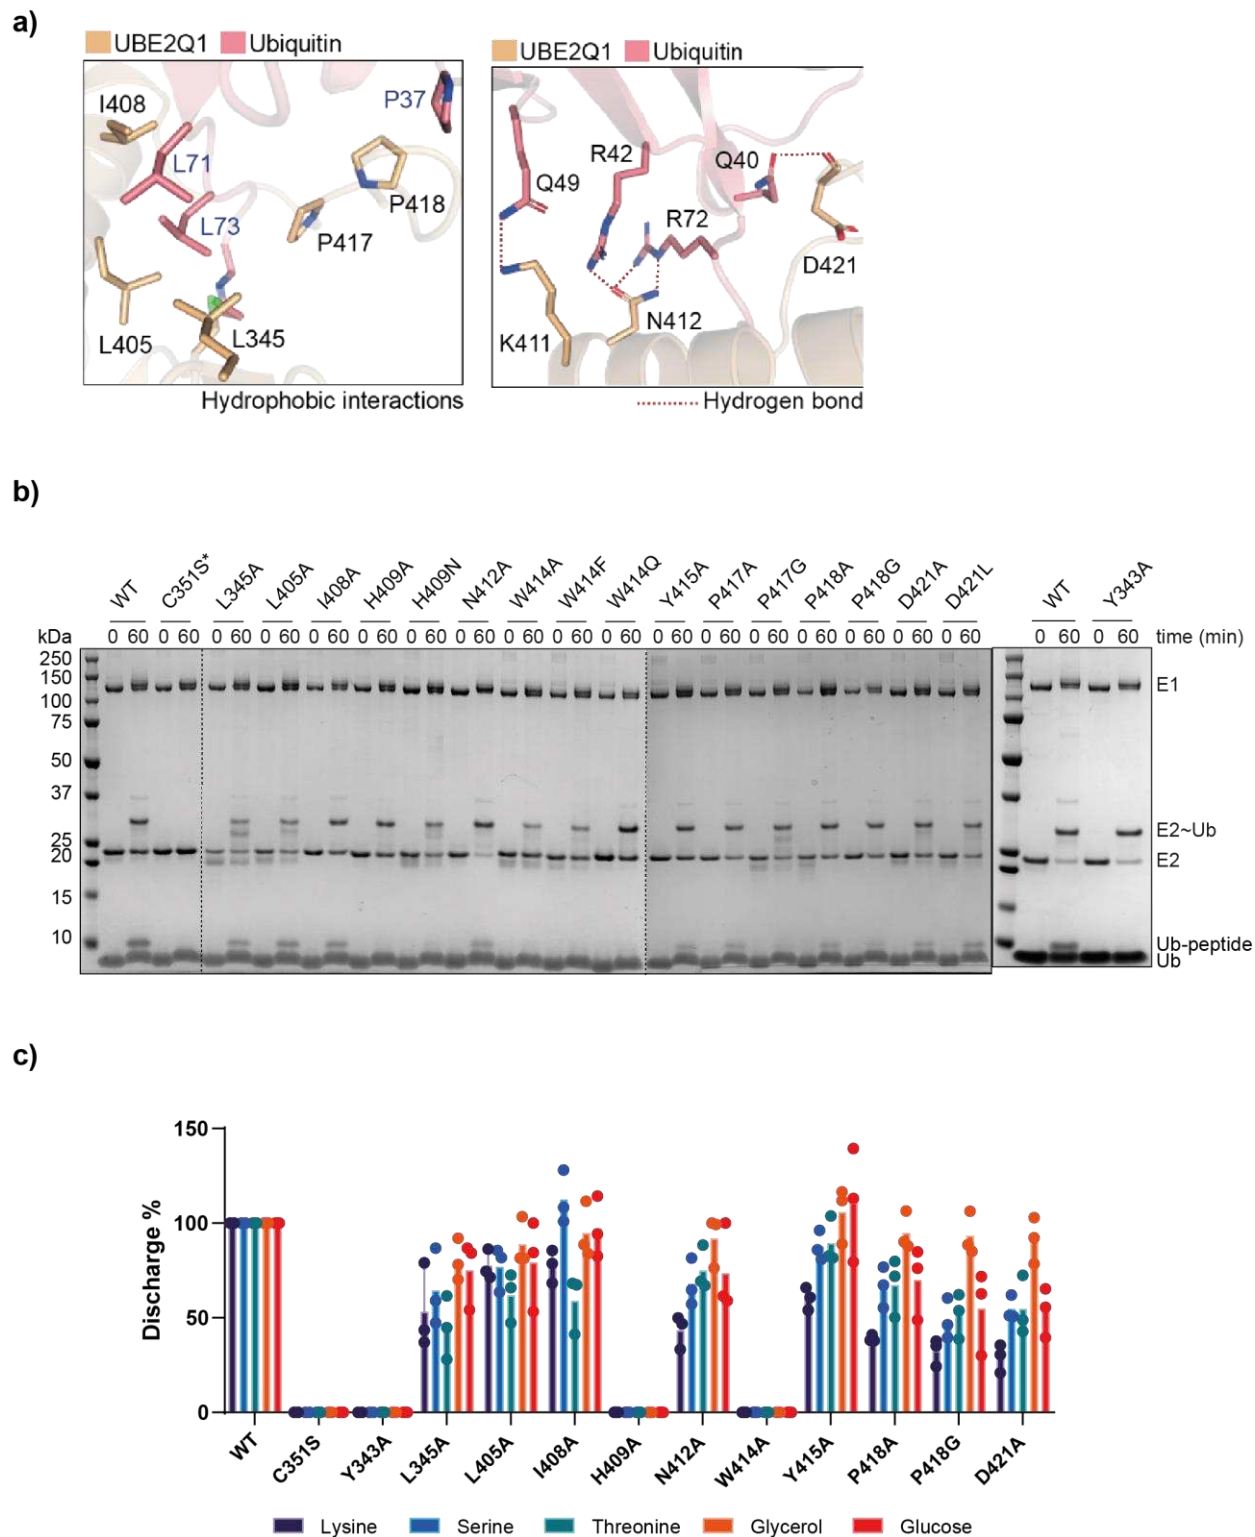 a)
UBE2Q1 Ubiquitin
UBE2Q1 Ubiquitin
I408
P37
L71
L73
P418
P417
L405
L345
Hydrophobic interactions
Q49
R42
Q40
R72
D421
N412
K411
Hydrogen bond
b)
WT C351S* L345A L405A I408A H409A H409N N412A W414A W414F W414Q Y415A P417A P417G P418A P418G D421A D421L WT Y343A
kDa 0 60 0 60 0 60 0 60 0 60 0 60 0 60 0 60 0 60 0 60 0 60 0 60 0 60 0 60 0 60 0 60 0 60 0 60 0 60 0 60 time (min)
250
150
100
75
50
37
25
20
15
10
E1
E2~Ub
E2
Ub-peptide
Ub
c)
Discharge %
150
100
50
0
WT C351S Y343A L345A L405A I408A H409A N412A W414A Y415A P418A P418G D421A
Lysine Serine Threonine Glycerol Glucose